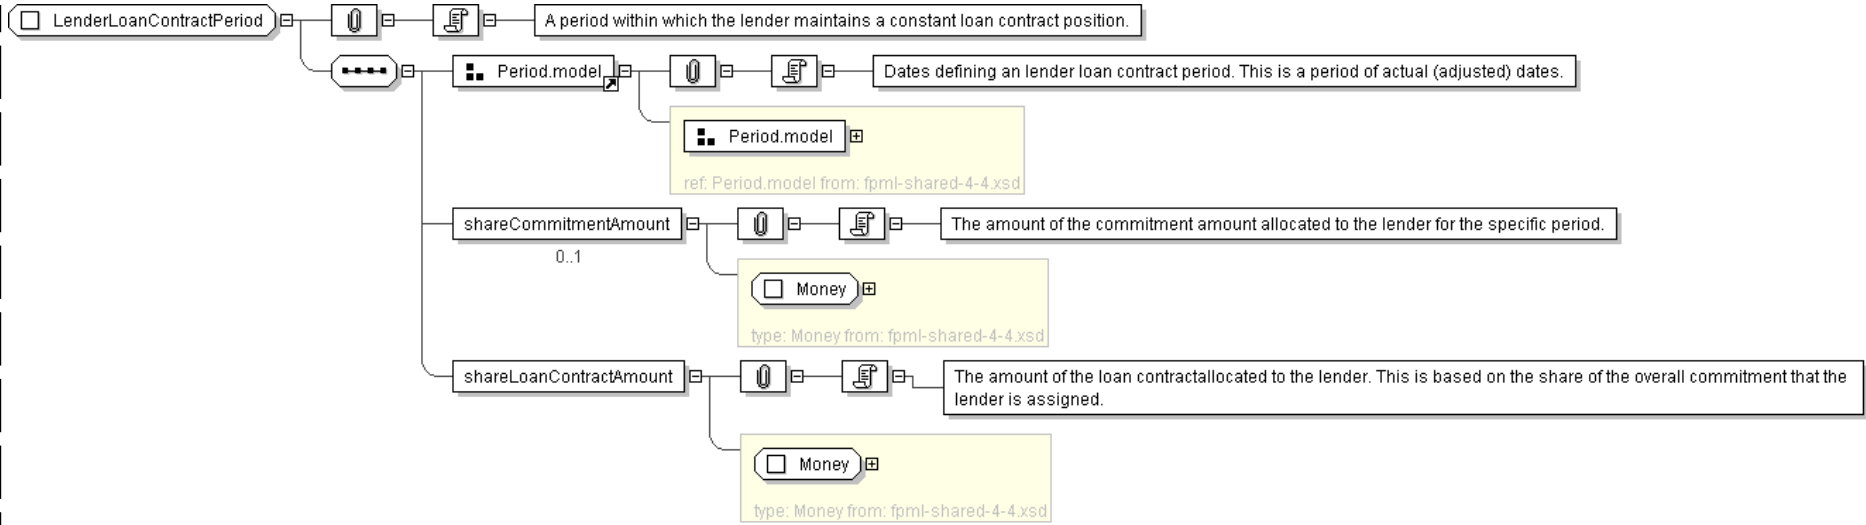 LenderLoanContractPeriod
A period within which the lender maintains a constant loan contract position.
Period.model
Dates defining an lender loan contract period. This is a period of actual (adjusted) dates.
Period.model
ref: Period.model from: fpml-shared-4-4.xsd
shareCommitmentAmount
The amount of the commitment amount allocated to the lender for the specific period.
0..1
Money
type: Money from: fpml-shared-4-4.xsd
shareLoanContractAmount
The amount of the loan contractallocated to the lender. This is based on the share of the overall commitment that the
lender is assigned.
Money
type: Money from: fpml-shared-4-4.xsd